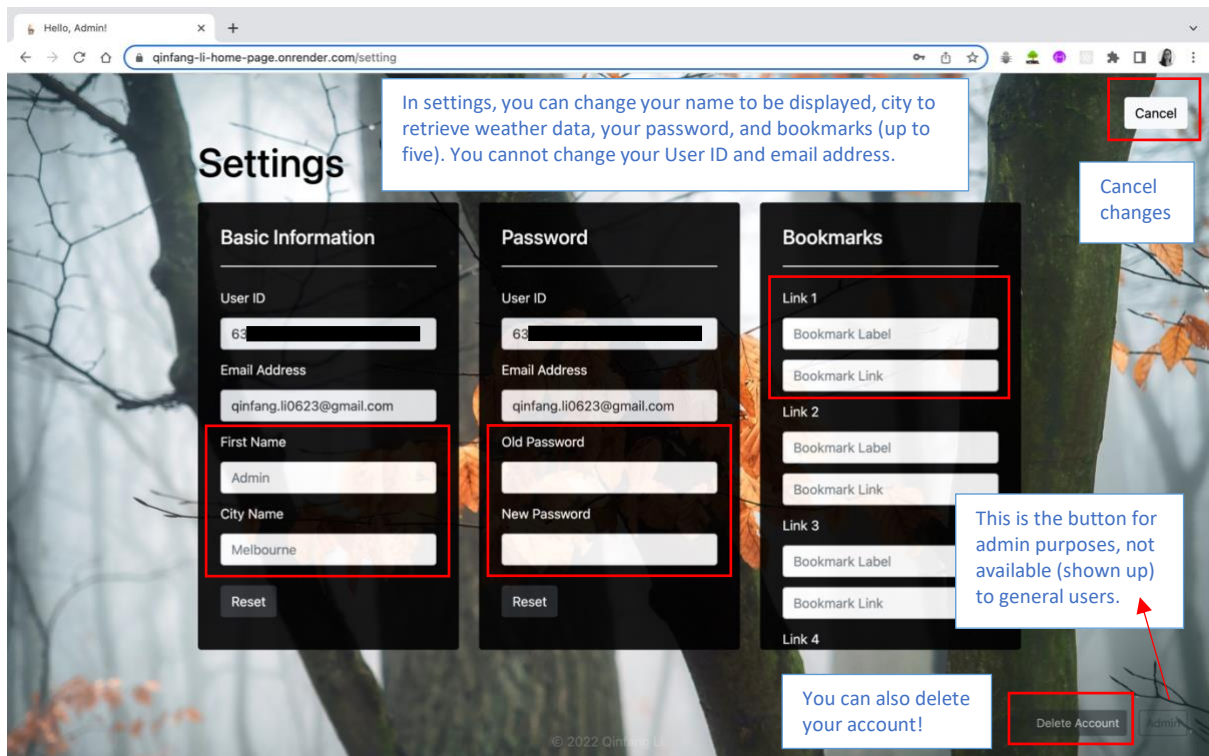 Hello, Admin!
qinfang-li-home-page.onrender.com/setting
In settings, you can change your name to be displayed, city to
retrieve weather data, your password, and bookmarks (up to
five). You cannot change your User ID and email address.
Cancel
Cancel
changes
Settings
Basic Information
User ID
63
Email Address
qinfang.li0623@gmail.com
First Name
Admin
City Name
Melbourne
Reset
Password
User ID
63
Email Address
qinfang.li0623@gmail.com
Old Password
New Password
Reset
Bookmarks
Link 1
Bookmark Label
Bookmark Link
Link 2
Bookmark Label
Bookmark Link
Link 3
Bookmark Label
Bookmark Link
Link 4
This is the button for
admin purposes, not
available (shown up)
to general users.
You can also delete
your account!
Delete Account
Admin
© 2022 Qinfang Li